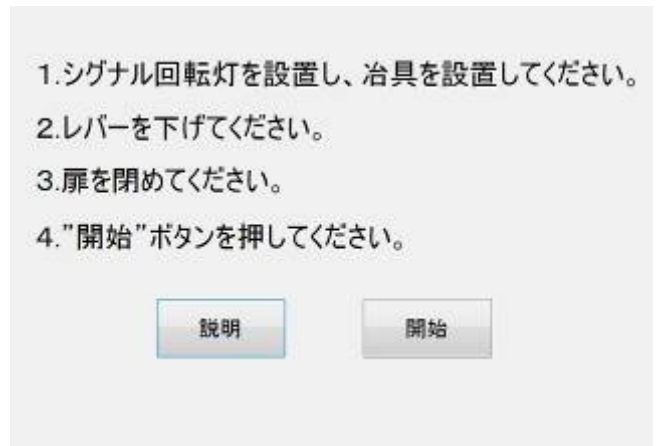 1.シグナル回転灯を設置し、冶具を設置してください。
2.レバーを下げてください。
3.扉を閉めてください。
4.”開始”ボタンを押してください。
説明 開始